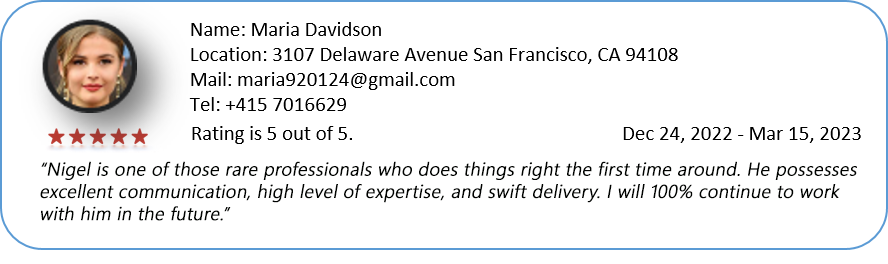 Name: Maria Davidson
Location: 3107 Delaware Avenue San Francisco, CA 94108
Mail: maria920124@gmail.com
Tel: +415 7016629
Rating is 5 out of 5. Dec 24, 2022 - Mar 15, 2023
“Nigel is one of those rare professionals who does things right the first time around. He possesses
excellent communication, high level of expertise, and swift delivery. I will 100% continue to work
with him in the future.”